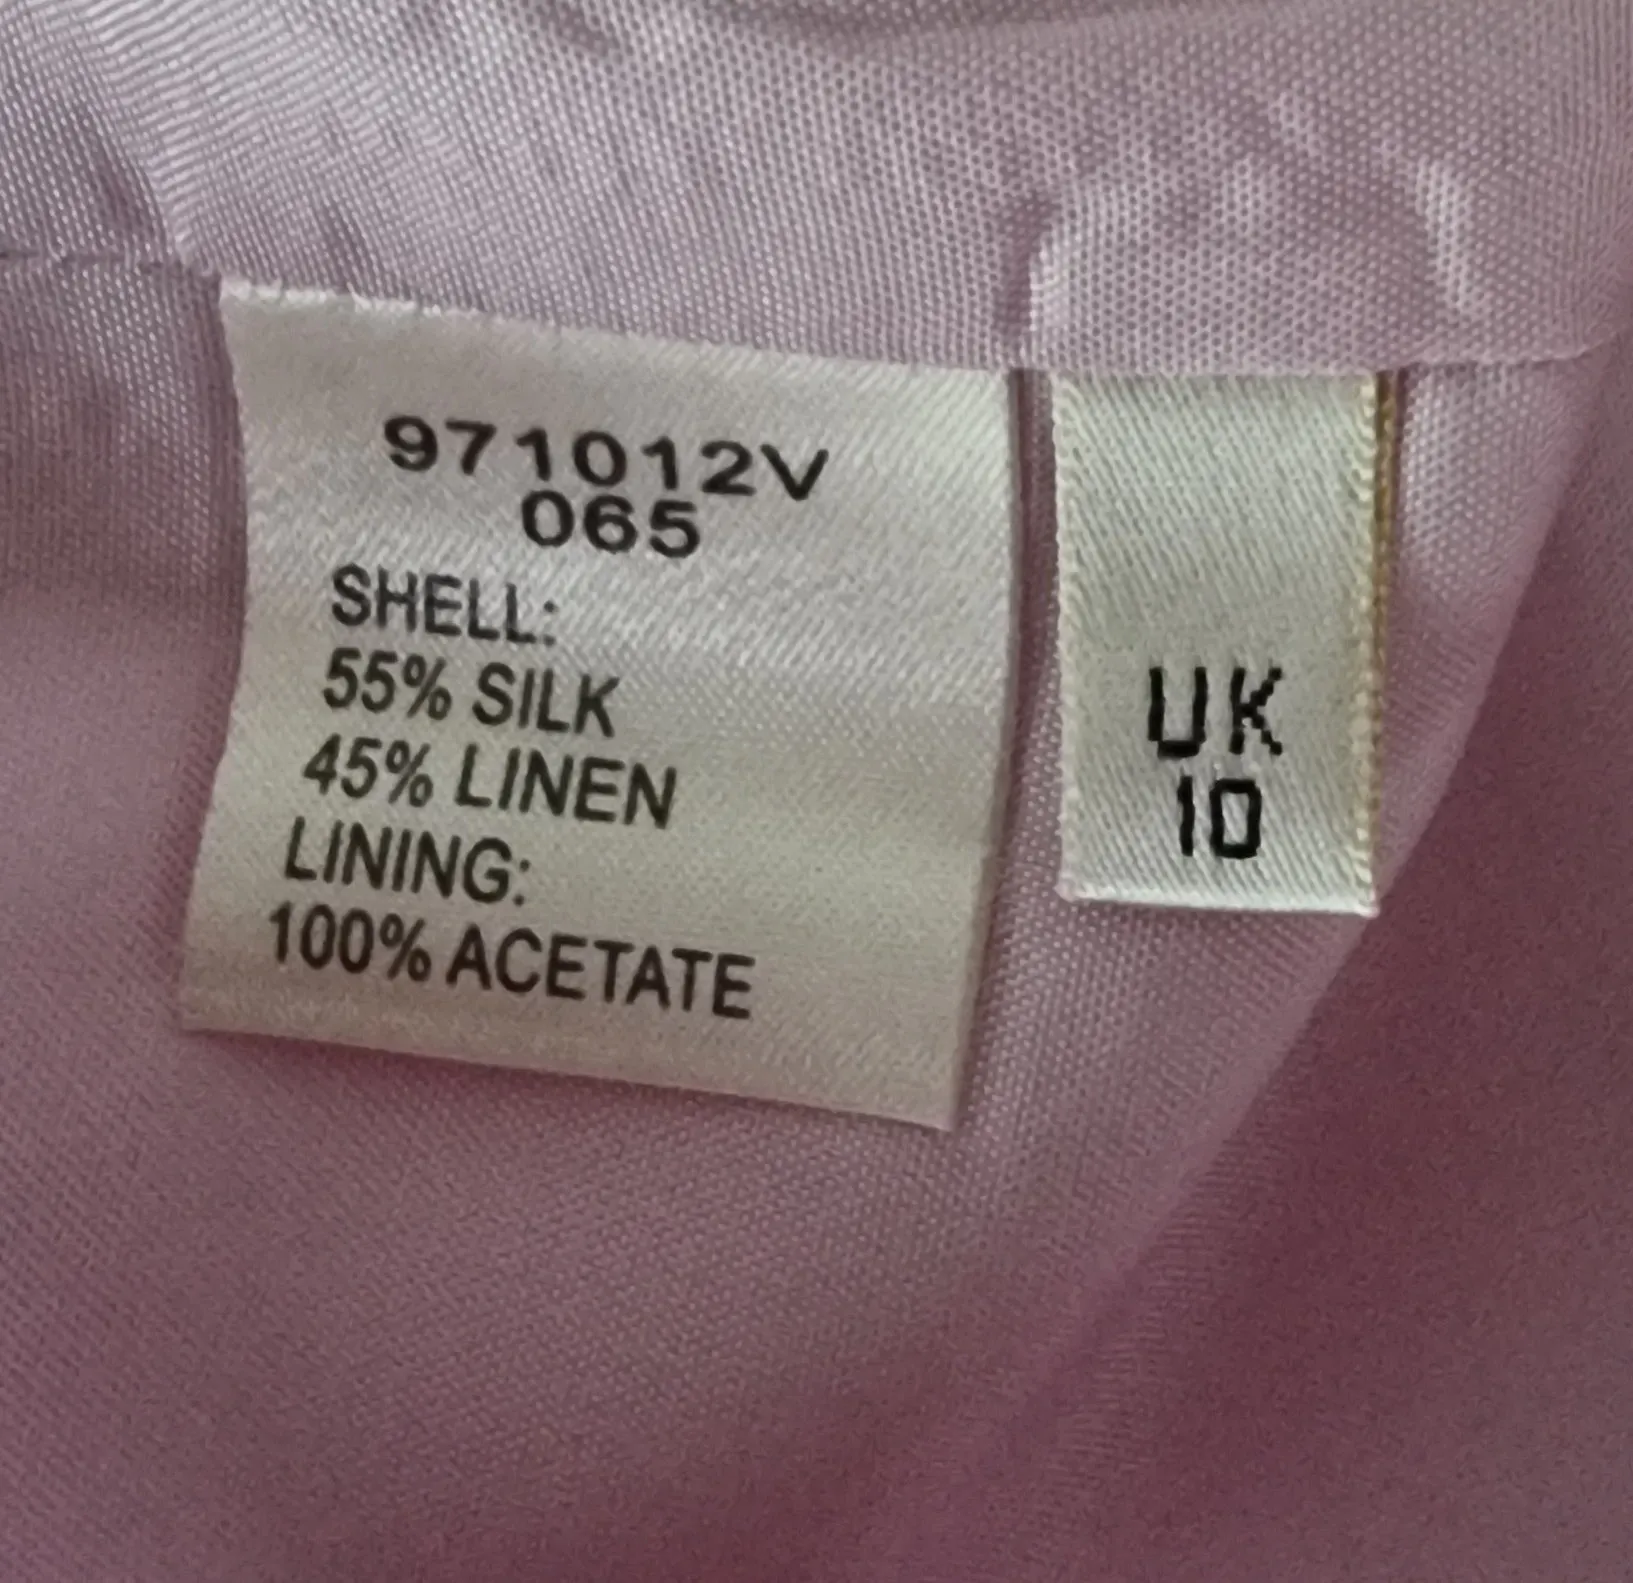 971012V
065
SHELL:
55% SILK
45% LINEN
LINING:
100% ACETATE
UK
10